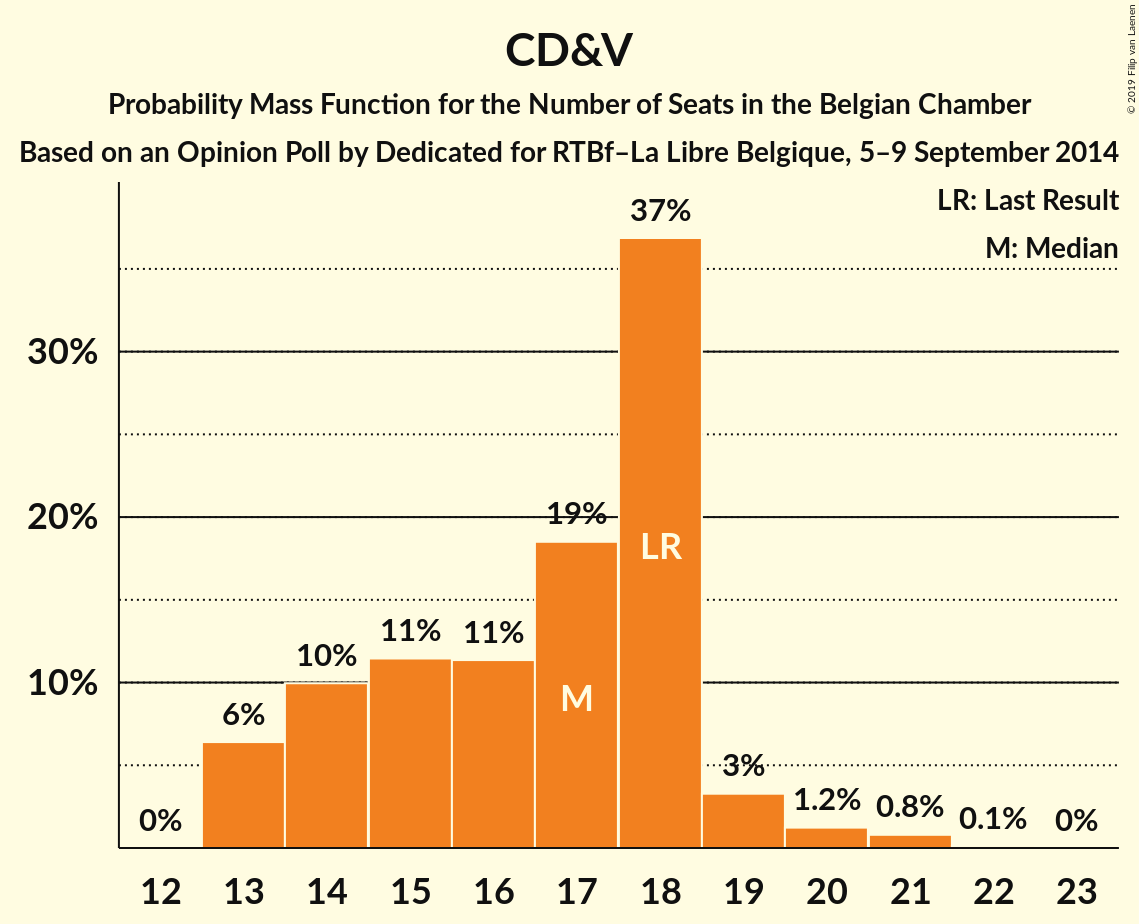 CD&V
Probability Mass Function for the Number of Seats in the Belgian Chamber
Based on an Opinion Poll by Dedicated for RTBf–La Libre Belgique, 5–9 September 2014
© 2019 Filip van Laenen
LR: Last Result
M: Median
37%
30%
20%
19%
LR
11%
11%
10%
10%
M
6%
3%
1.2%
0.8%
0.1%
0%
0%
12 13 14 15 16 17 18 19 20 21 22 23